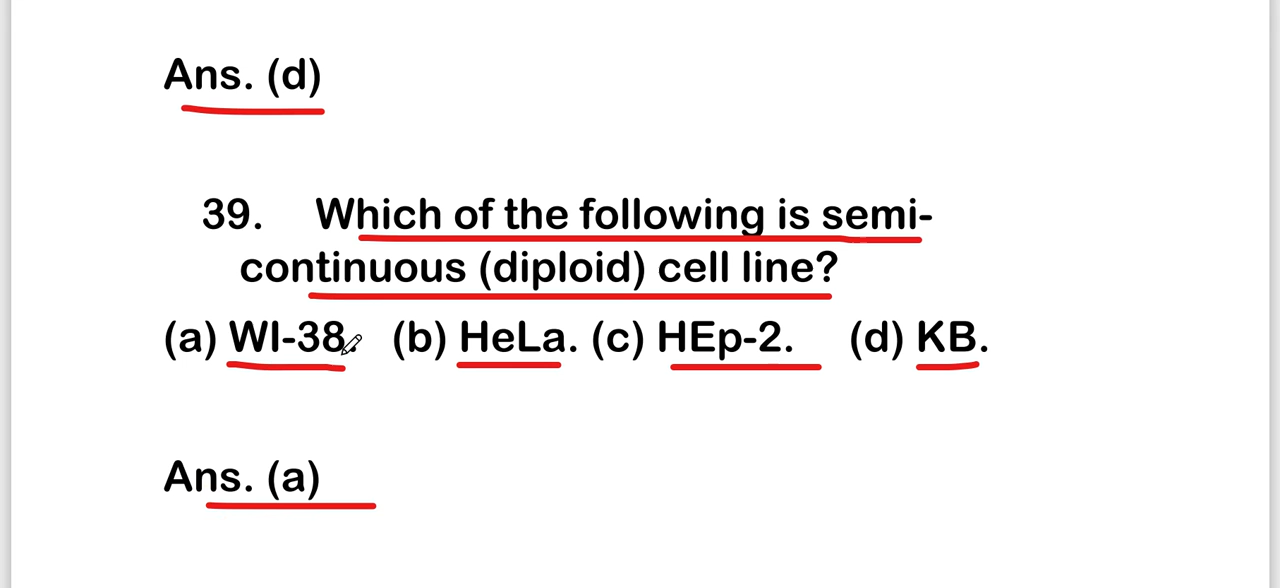 Ans. (d)
39. Which of the following is semi-
continuous (diploid) cell line?
(a) WI-38. (b) HeLa. (c) HEp-2. (d) KB.
Ans. (a)